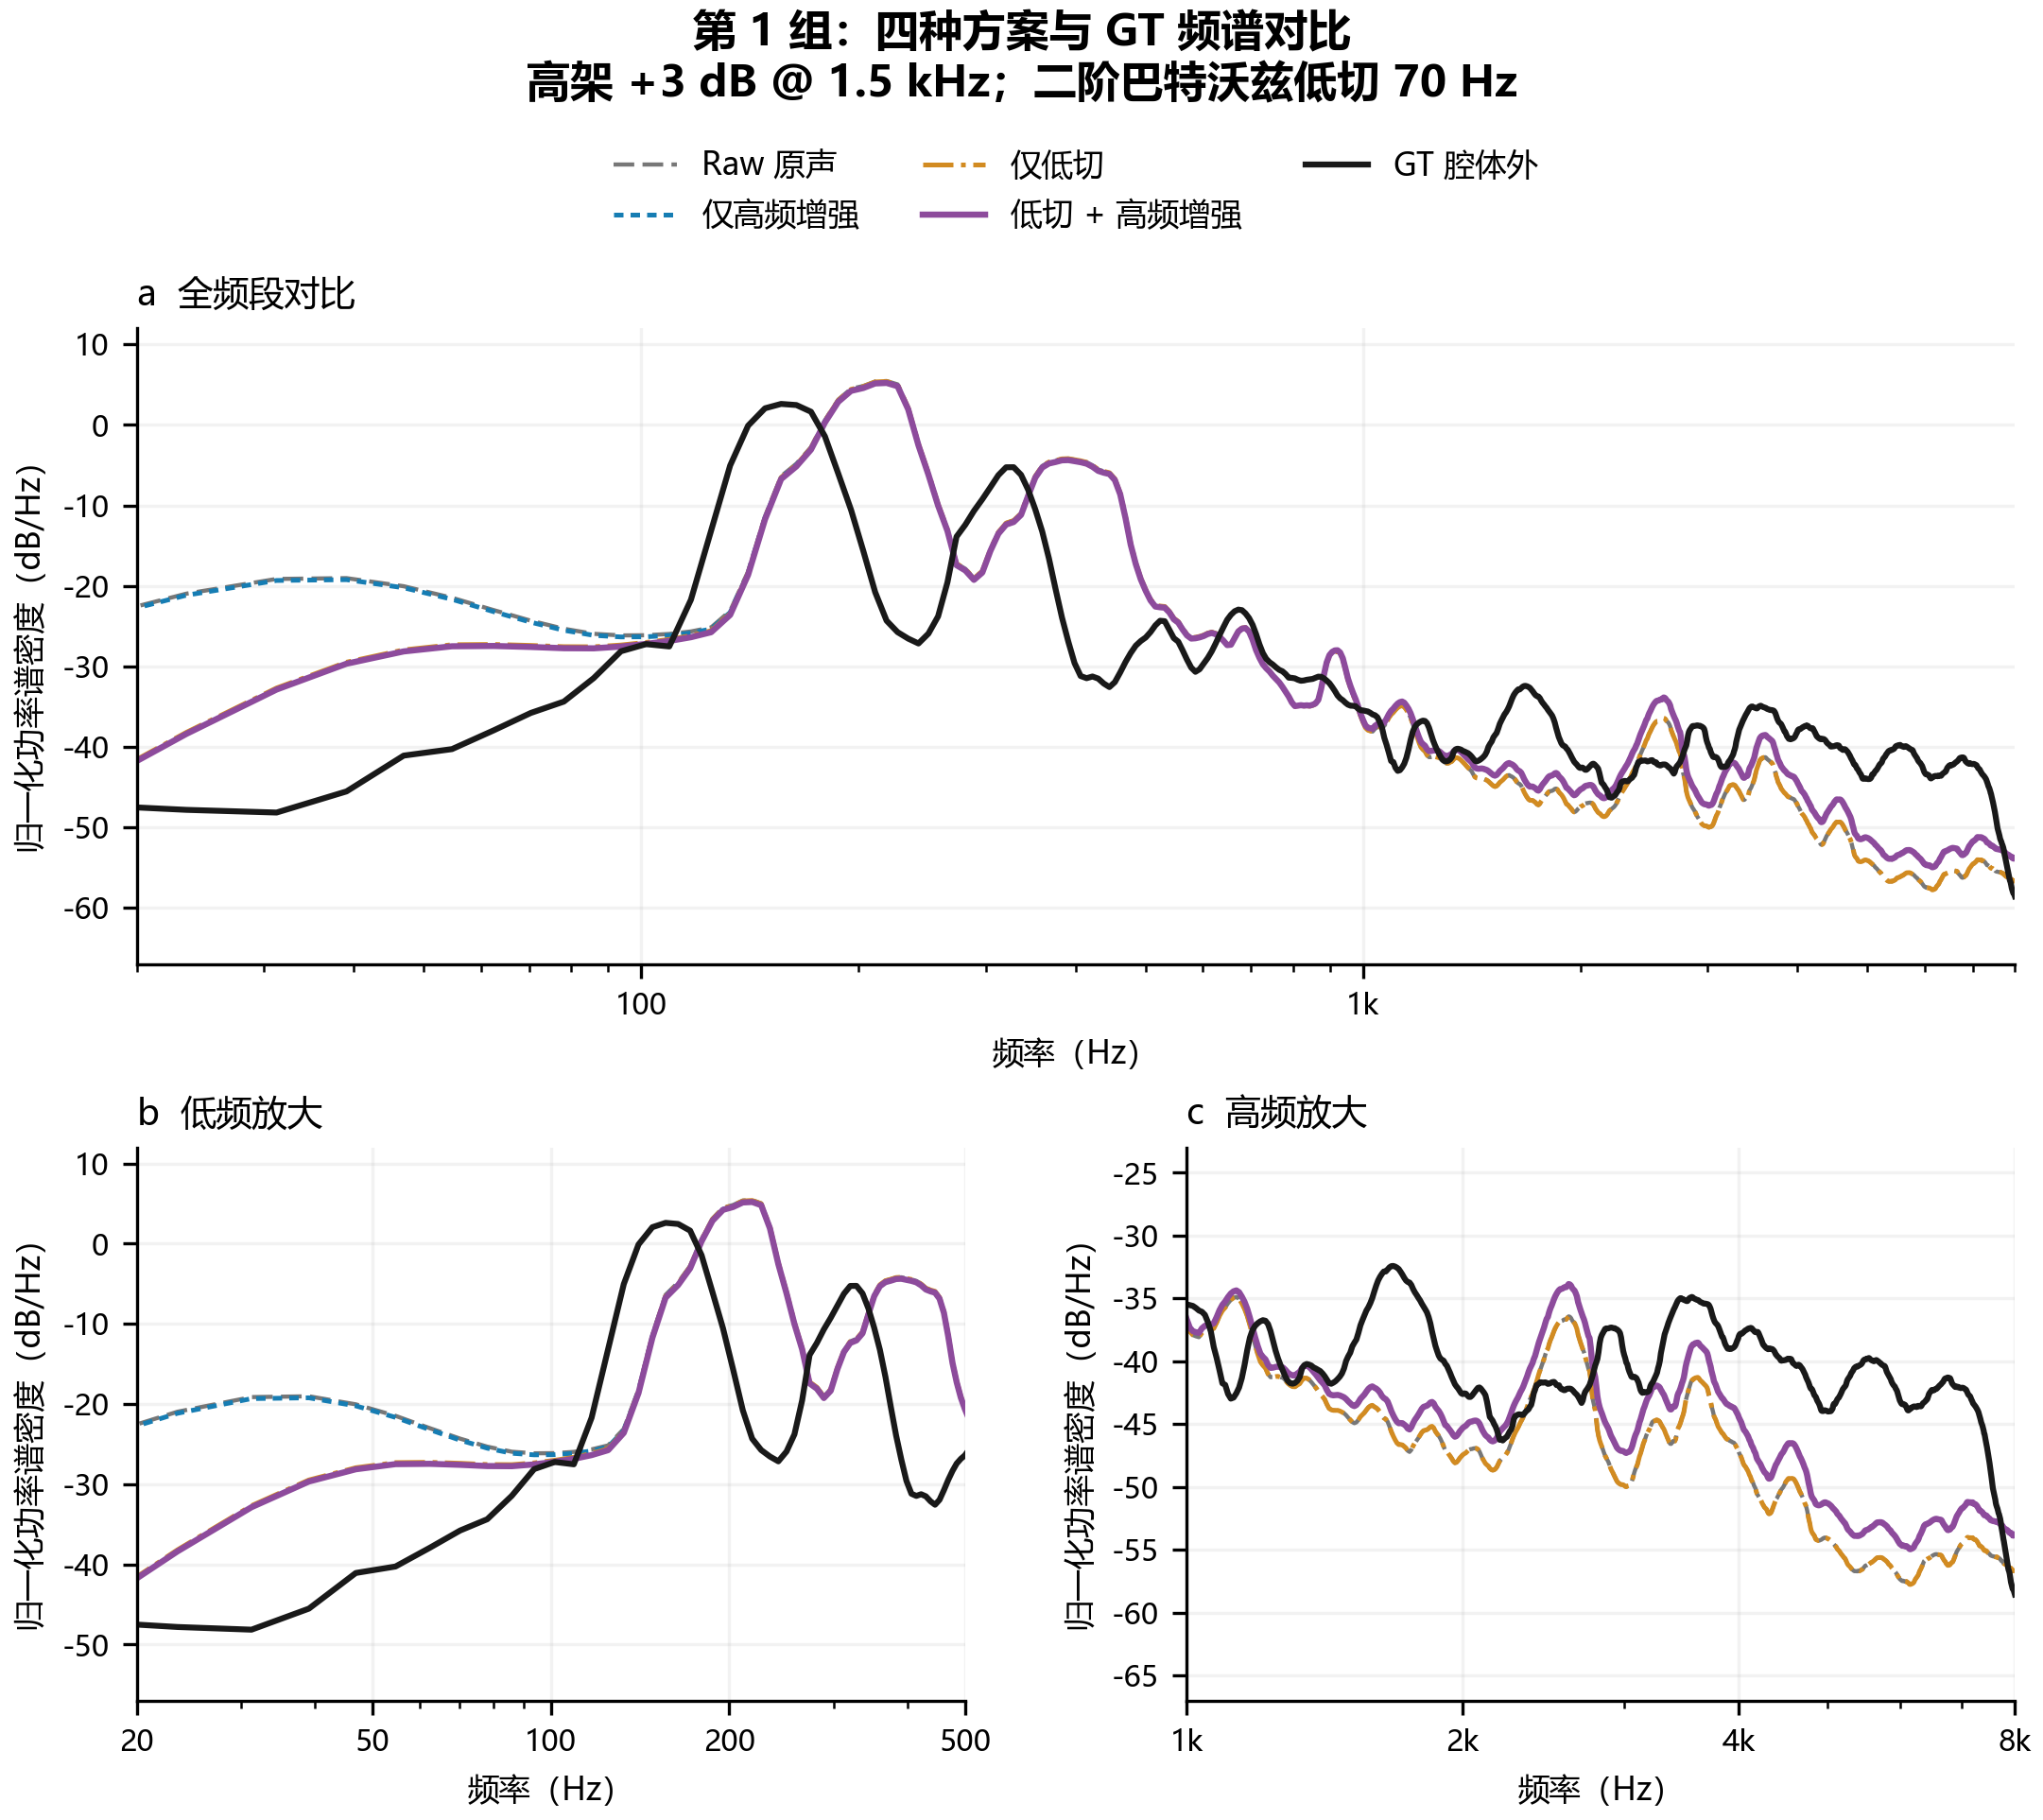 第 1 组：四种方案与 GT 频谱对比
高架 +3 dB @ 1.5 kHz；二阶巴特沃兹低切 70 Hz
Raw 原声
仅低切
GT 腔体外
仅高频增强
低切 + 高频增强
a 全频段对比
归一化功率谱密度（dB/Hz）
10
0
-10
-20
-30
-40
-50
-60
100
1k
频率（Hz）
b 低频放大
归一化功率谱密度（dB/Hz）
10
0
-10
-20
-30
-40
-50
20
50
100
200
500
频率（Hz）
c 高频放大
归一化功率谱密度（dB/Hz）
-25
-30
-35
-40
-45
-50
-55
-60
-65
1k
2k
4k
8k
频率（Hz）